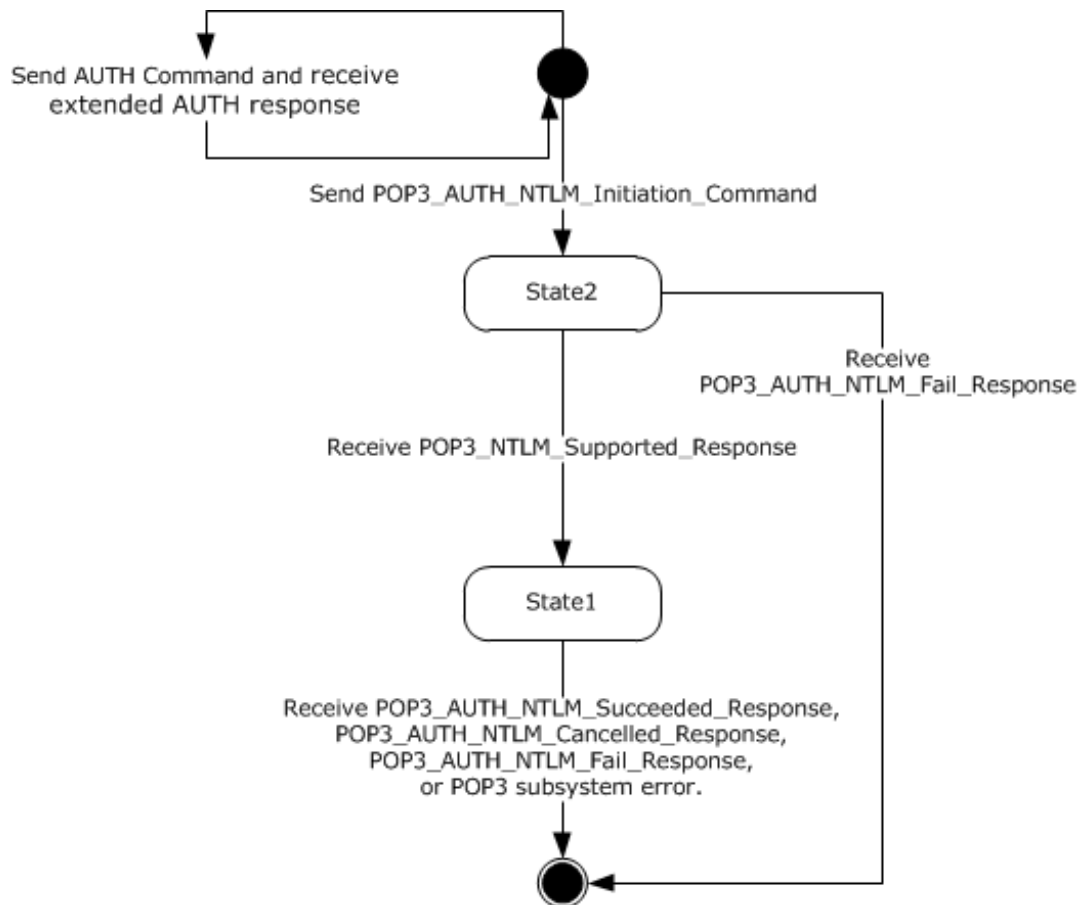 Send AUTH Command and receive
extended AUTH response
Send POP3_AUTH_NTLM_Initiation_Command
State2
Receive
POP3_AUTH_NTLM_Fail_Response
Receive POP3_NTLM_Supported_Response
State1
Receive POP3_AUTH_NTLM_Succeeded_Response,
POP3_AUTH_NTLM_Cancelled_Response,
POP3_AUTH_NTLM_Fail_Response,
or POP3 subsystem error.